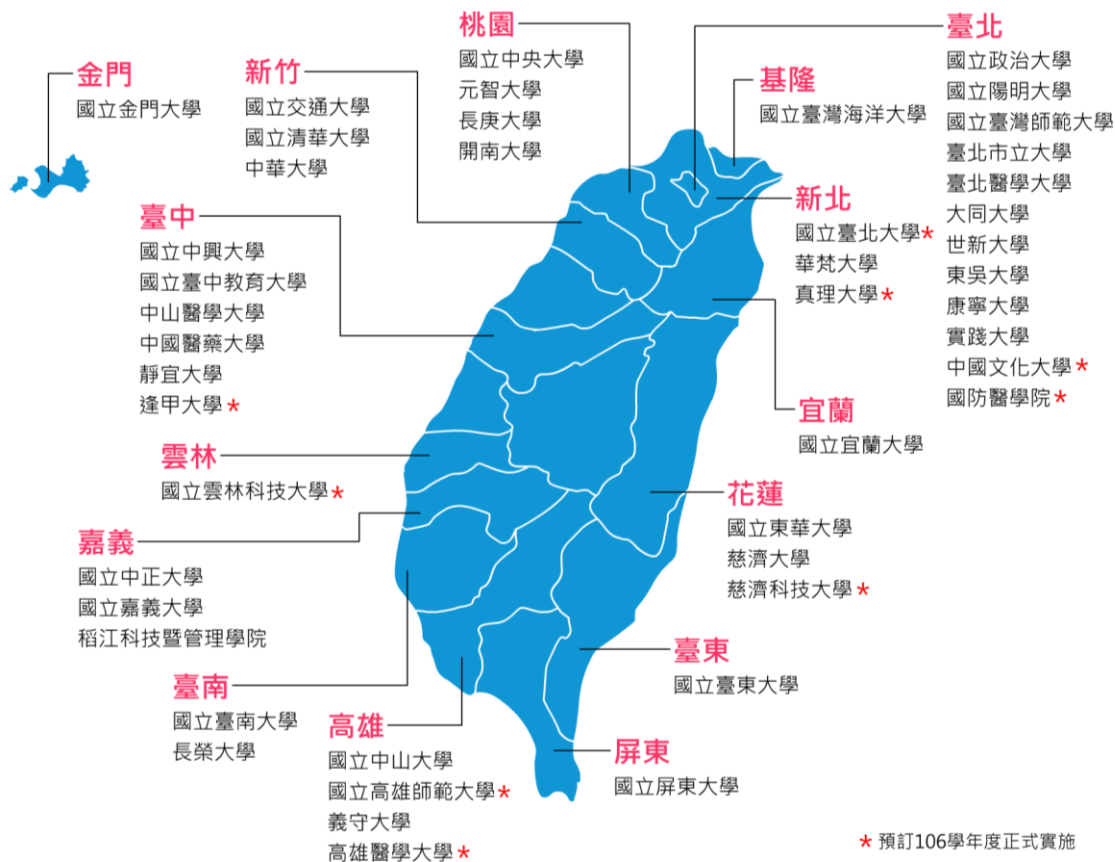 金門
國立金門大學
新竹
國立交通大學
國立清華大學
中華大學
桃園
國立中央大學
元智大學
長庚大學
開南大學
基隆
國立臺灣海洋大學
臺北
國立政治大學
國立陽明大學
國立臺灣師範大學
臺北市立大學
臺北醫學大學
大同大學
世新大學
東吳大學
康寧大學
實踐大學
中國文化大學*
國防醫學院*
新北
國立臺北大學*
華梵大學
真理大學*
臺中
國立中興大學
國立臺中教育大學
中山醫學大學
中國醫藥大學
靜宜大學
逢甲大學*
宜蘭
國立宜蘭大學
雲林
國立雲林科技大學*
花蓮
國立東華大學
慈濟大學
慈濟科技大學*
嘉義
國立中正大學
國立嘉義大學
稻江科技暨管理學院
臺東
國立臺東大學
臺南
國立臺南大學
長榮大學
高雄
國立中山大學
國立高雄師範大學*
義守大學
高雄醫學大學*
屏東
國立屏東大學
* 預訂106學年度正式實施